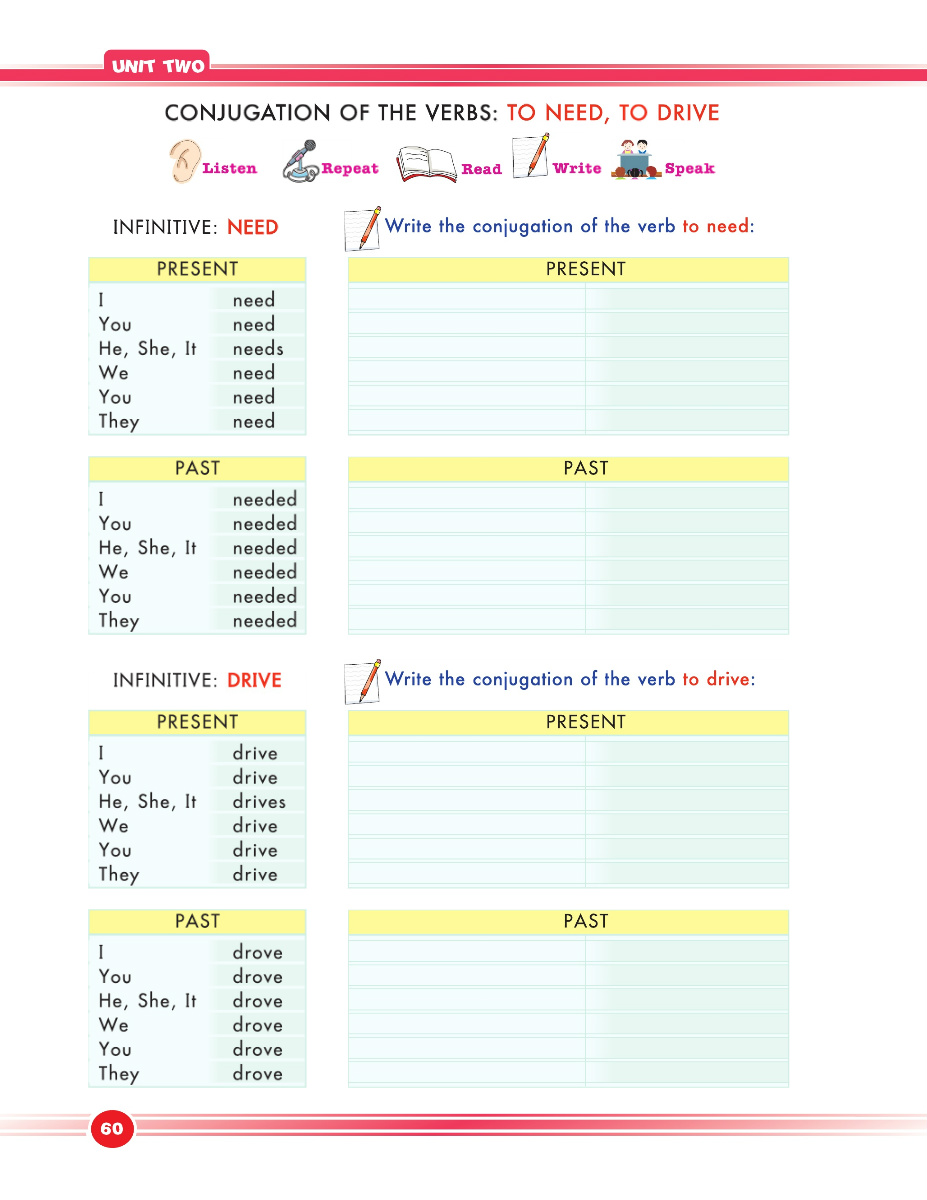 UNIT TWO
CONJUGATION OF THE VERBS: TO NEED, TO DRIVE
Listen Repeat Read Write Speak
INFINITIVE: NEED
PRESENT
I need
You need
He, She, It needs
We need
You need
They need
PAST
I needed
You needed
He, She, It needed
We needed
You needed
They needed
Write the conjugation of the verb to need:
PRESENT
PAST
INFINITIVE: DRIVE
PRESENT
I drive
You drive
He, She, It drives
We drive
You drive
They drive
PAST
I drove
You drove
He, She, It drove
We drove
You drove
They drove
Write the conjugation of the verb to drive:
PRESENT
PAST
60